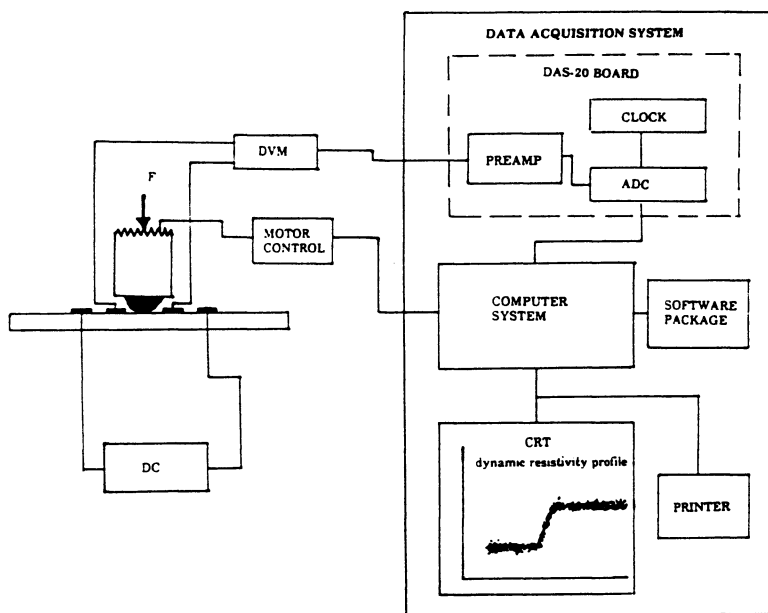 DATA ACQUISITION SYSTEM
DAS-20 BOARD
CLOCK
DVM
PREAMP
ADC
F
MOTOR
CONTROL
COMPUTER
SYSTEM
SOFTWARE
PACKAGE
CRT
dynamic resistivity profile
DC
PRINTER